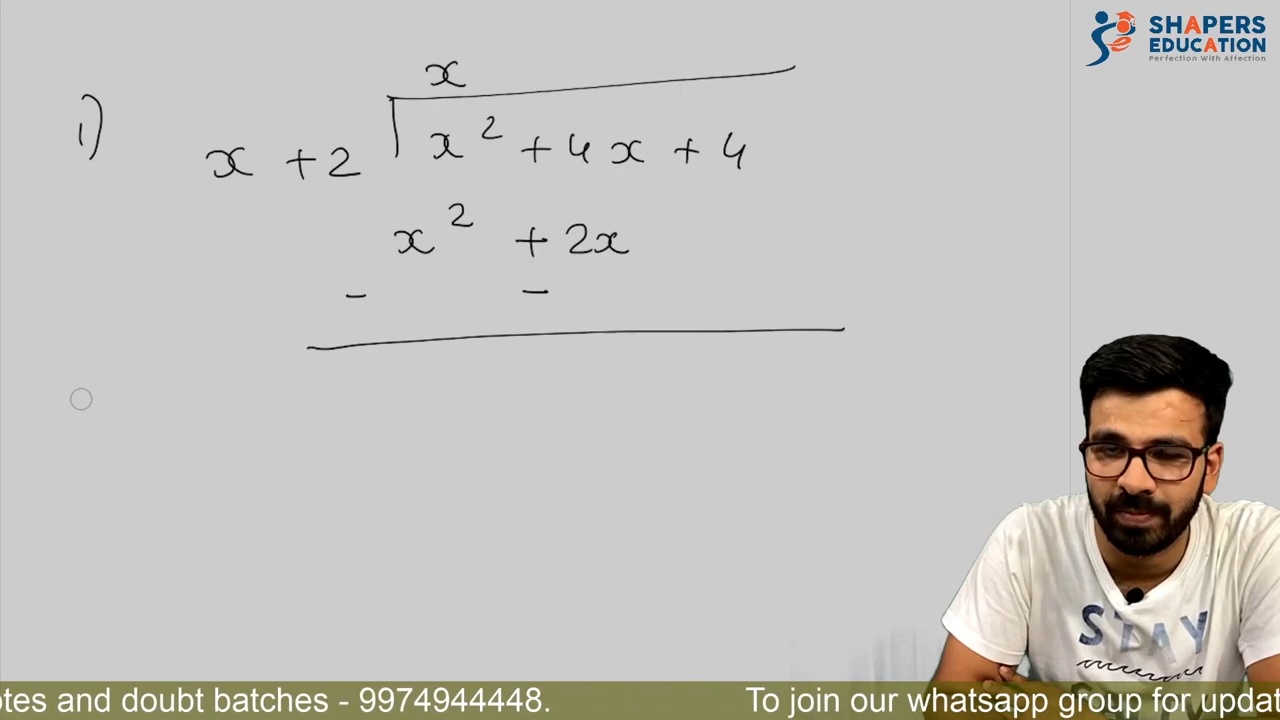 SHAPERS
EDUCATION
Perfection With Affection
x
1) x + 2 x² + 4x + 4
x² + 2x
- -
STAY
otes and doubt batches - 9974944448. To join our whatsapp group for updat